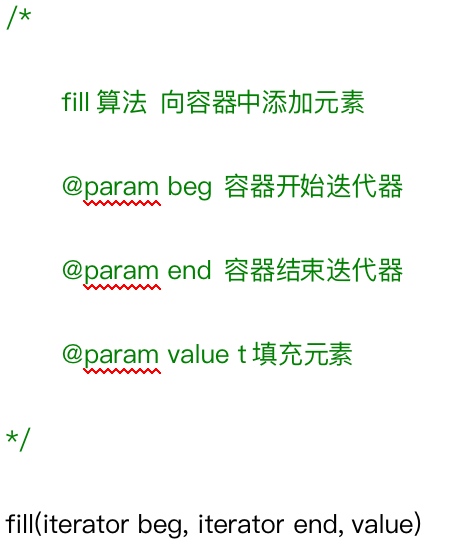 /*
fill 算法 向容器中添加元素
@param beg 容器开始迭代器
@param end 容器结束迭代器
@param value t填充元素
*/
fill(iterator beg, iterator end, value)